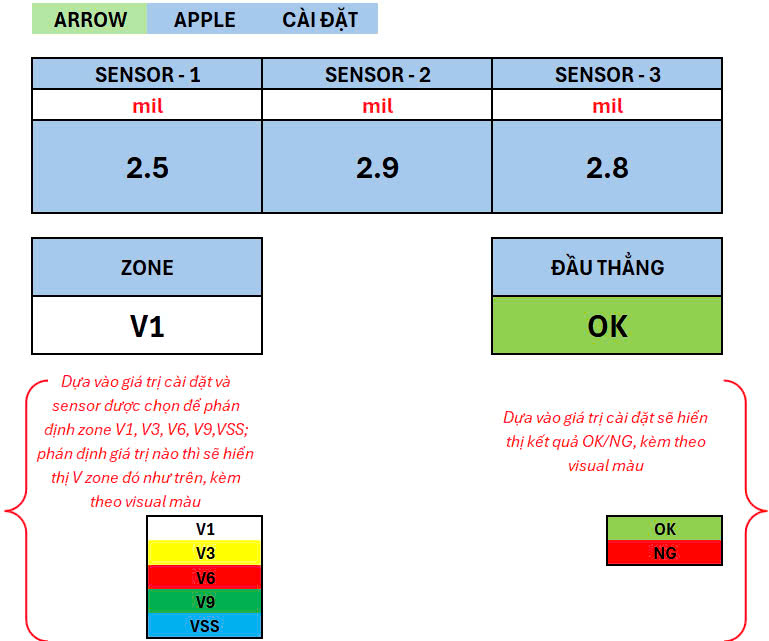 ARROW APPLE CÀI ĐẶT
SENSOR - 1 SENSOR - 2 SENSOR - 3
mil mil mil
2.5 2.9 2.8
ZONE ĐẦU THẲNG
V1 OK
Dựa vào giá trị cài đặt và
sensor được chọn để phán
định zone V1, V3, V6, V9,VSS;
phán định giá trị nào thì sẽ hiển
thị V zone đó như trên, kèm
theo visual màu
Dựa vào giá trị cài đặt sẽ hiển
thị kết quả OK/NG, kèm theo
visual màu
V1
V3
V6
V9
VSS
OK
NG